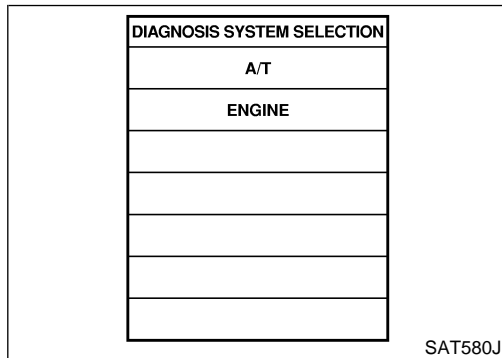 DIAGNOSIS SYSTEM SELECTION
A/T
ENGINE
SAT580J